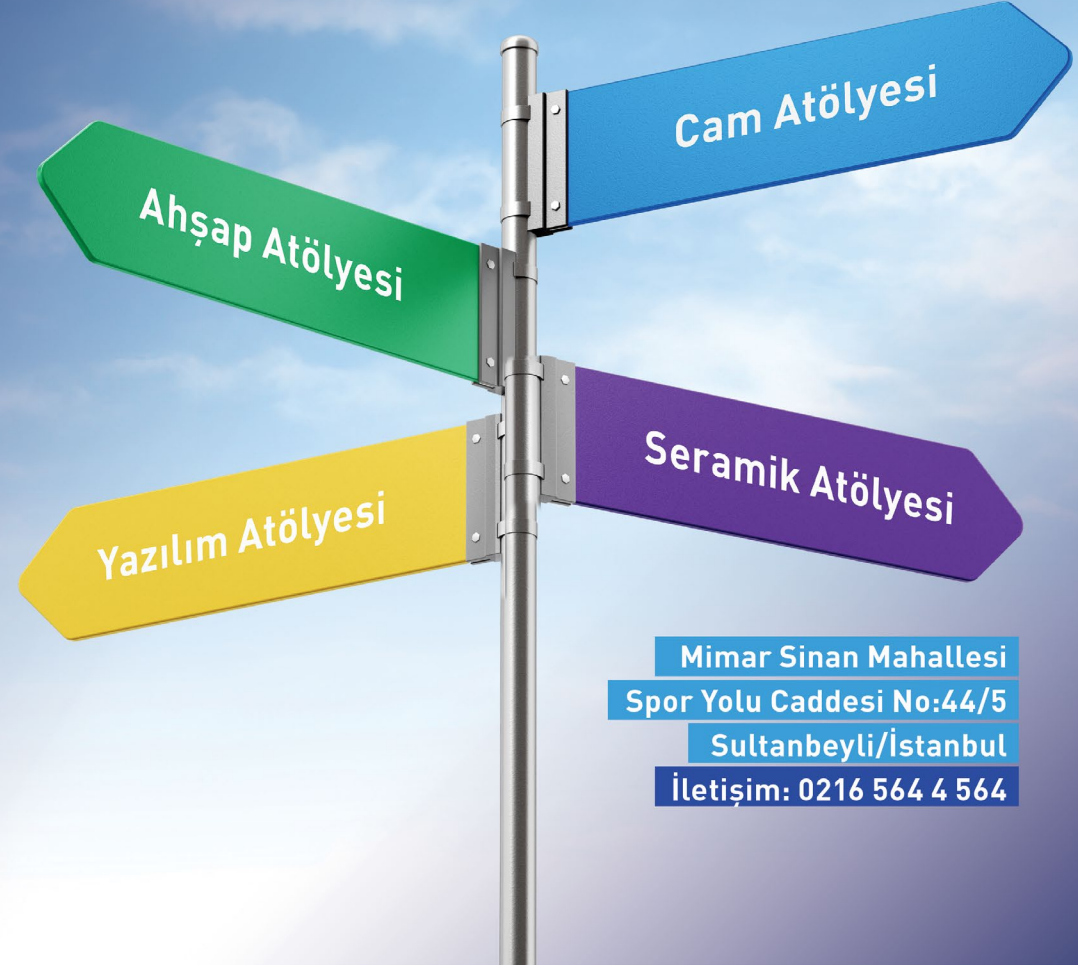 Cam Atölyesi
Ahşap Atölyesi
Seramik Atölyesi
Yazılım Atölyesi
Mimar Sinan Mahallesi
Spor Yolu Caddesi No:44/5
Sultanbeyli/İstanbul
İletişim: 0216 564 4 564